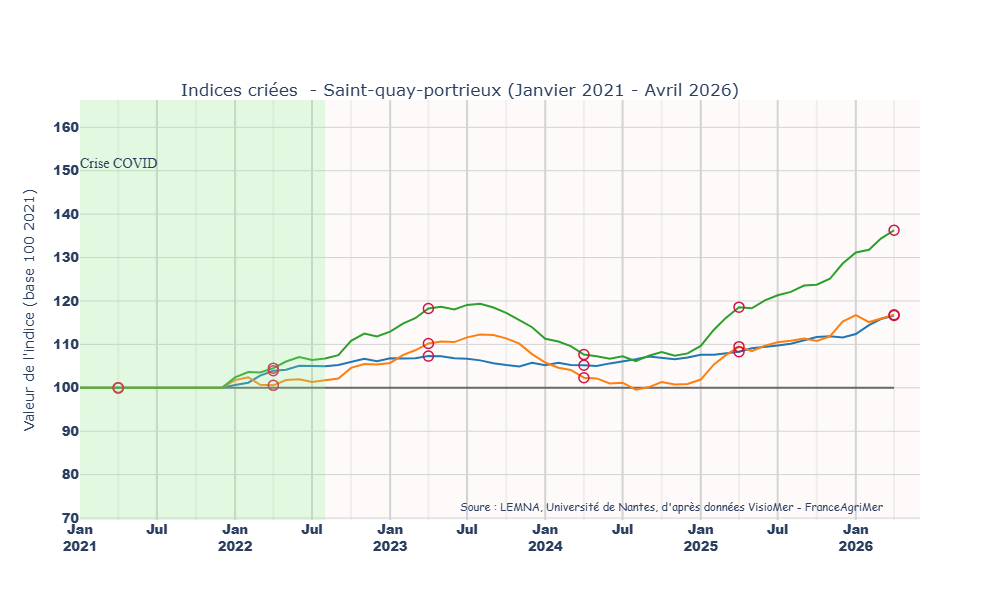 Indices criées - Saint-quay-portrieux (Janvier 2021 - Avril 2026)
Valeur de l'indice (base 100 2021)
160
150
140
130
120
110
100
90
80
70
Crise COVID
Soure : LEMNA, Université de Nantes, d'après données VisioMer - FranceAgriMer
Jan Jul Jan Jul Jan Jul Jan Jul Jan Jul Jan
2021 2022 2023 2024 2025 2026